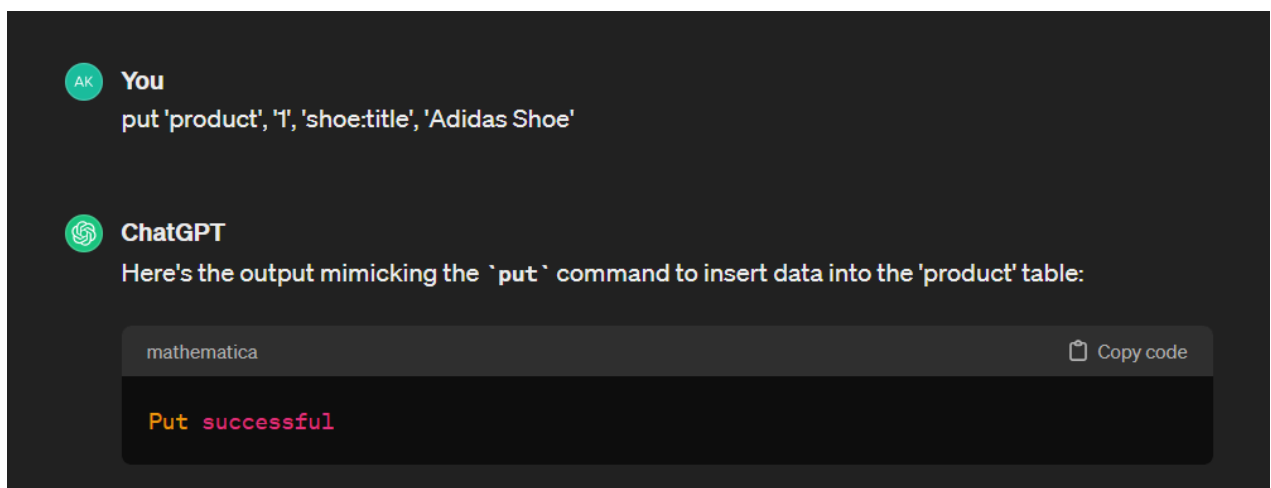 AK You
put 'product', '1', 'shoe:title', 'Adidas Shoe'
ChatGPT
Here's the output mimicking the `put` command to insert data into the 'product' table:
mathematica Copy code
Put successful